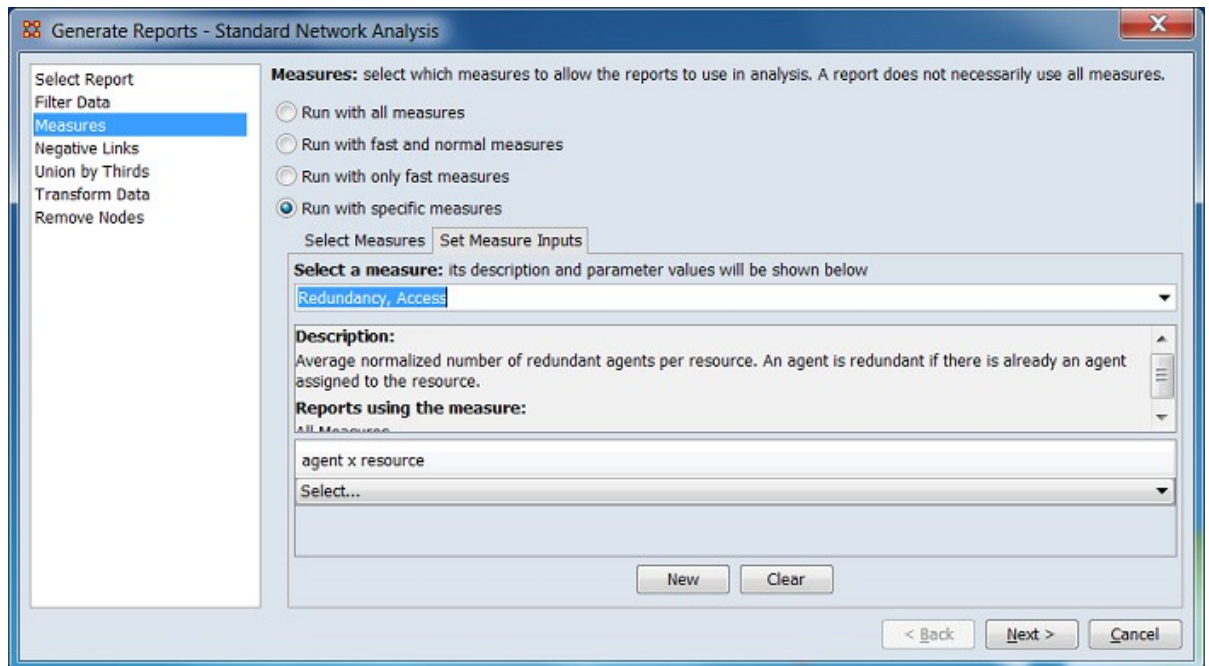 Generate Reports - Standard Network Analysis
Select Report
Filter Data
Measures
Negative Links
Union by Thirds
Transform Data
Remove Nodes
Measures: select which measures to allow the reports to use in analysis. A report does not necessarily use all measures.
Run with all measures
Run with fast and normal measures
Run with only fast measures
Run with specific measures
Select Measures Set Measure Inputs
Select a measure: its description and parameter values will be shown below
Redundancy, Access
Description:
Average normalized number of redundant agents per resource. An agent is redundant if there is already an agent
assigned to the resource.
Reports using the measure:
All Measures
agent x resource
Select...
New Clear
< Back Next > Cancel